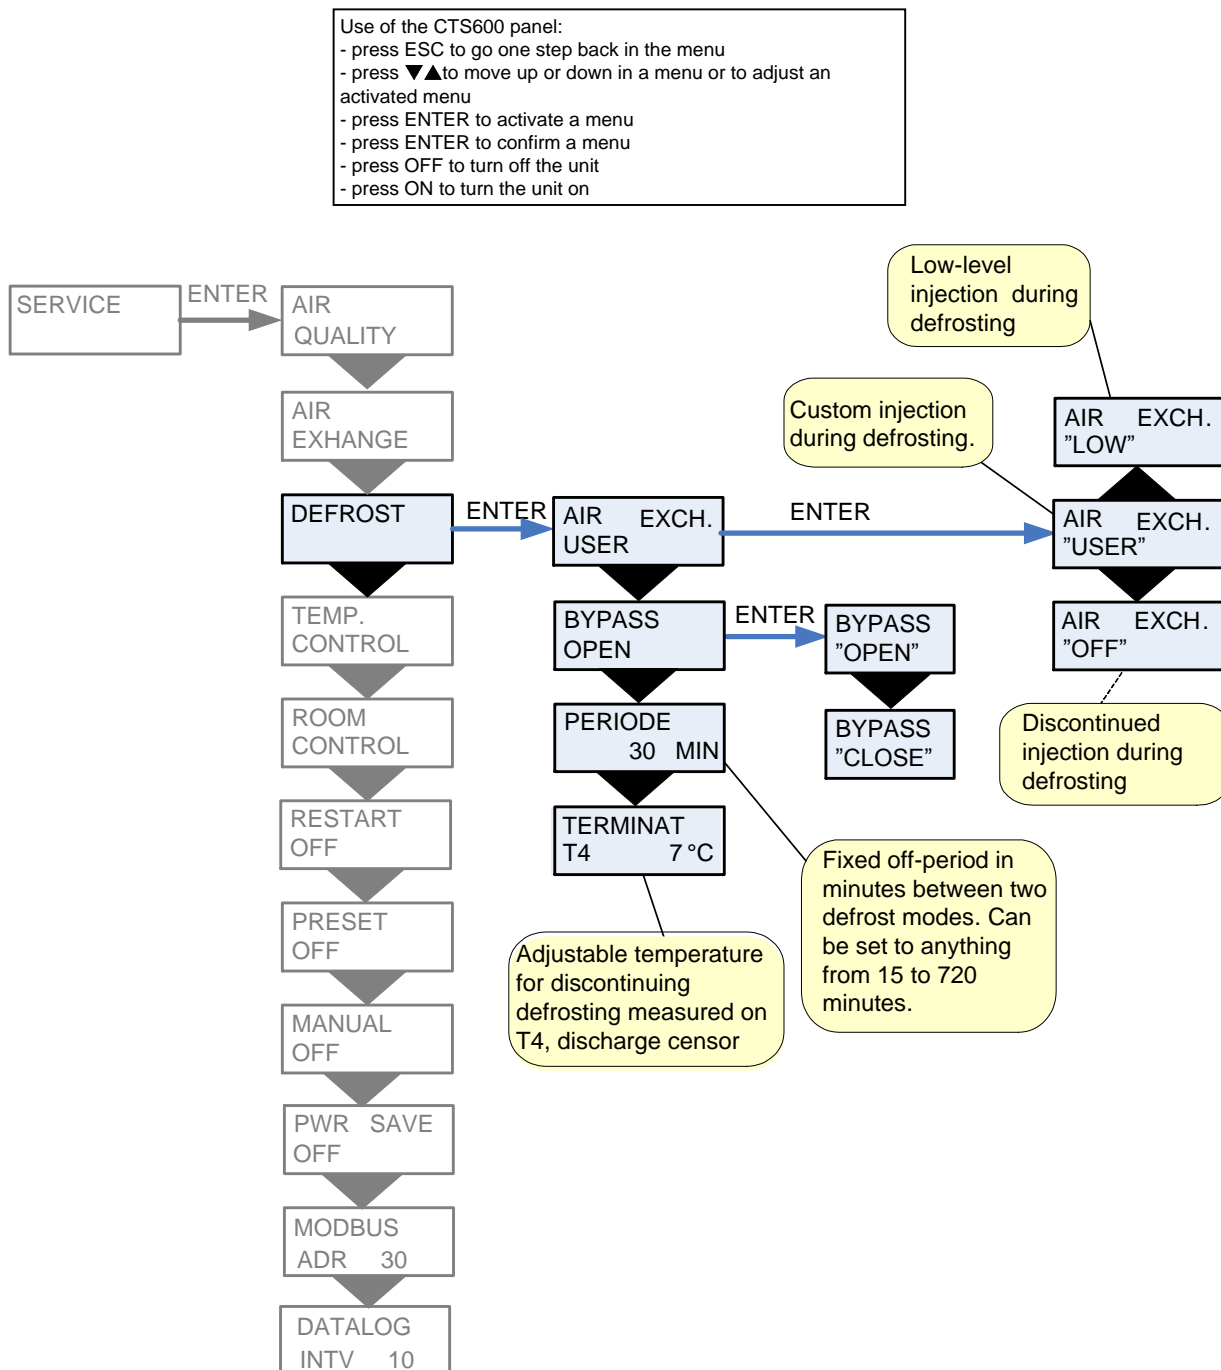 Use of the CTS600 panel:
- press ESC to go one step back in the menu
- press ▼▲to move up or down in a menu or to adjust an
activated menu
- press ENTER to activate a menu
- press ENTER to confirm a menu
- press OFF to turn off the unit
- press ON to turn the unit on
SERVICE
ENTER
AIR
QUALITY
AIR
EXHANGE
DEFROST
ENTER
AIR EXCH.
USER
ENTER
Low-level
injection during
defrosting
Custom injection
during defrosting.
AIR EXCH.
”LOW”
AIR EXCH.
”USER”
AIR EXCH.
”OFF”
Discontinued
injection during
defrosting
BYPASS
OPEN
ENTER
BYPASS
”OPEN”
BYPASS
”CLOSE”
PERIODE
30 MIN
TERMINAT
T4 7 °C
Fixed off-period in
minutes between two
defrost modes. Can
be set to anything
from 15 to 720
minutes.
Adjustable temperature
for discontinuing
defrosting measured on
T4, discharge censor
TEMP.
CONTROL
ROOM
CONTROL
RESTART
OFF
PRESET
OFF
MANUAL
OFF
PWR SAVE
OFF
MODBUS
ADR 30
DATALOG
INTV 10